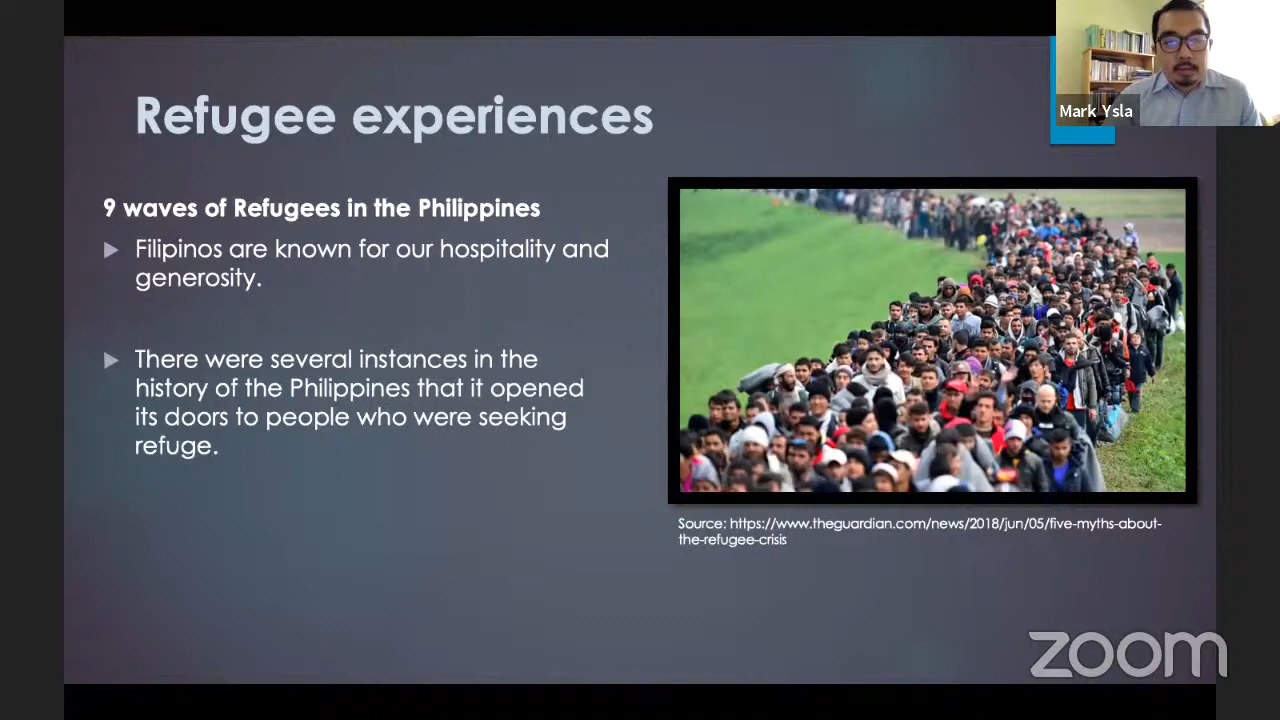 Refugee experiences
Mark Ysla
9 waves of Refugees in the Philippines
Filipinos are known for our hospitality and
generosity.
There were several instances in the
history of the Philippines that it opened
its doors to people who were seeking
refuge.
Source: https://www.theguardian.com/news/2018/jun/05/five-myths-about-
the-refugee-crisis
zoom